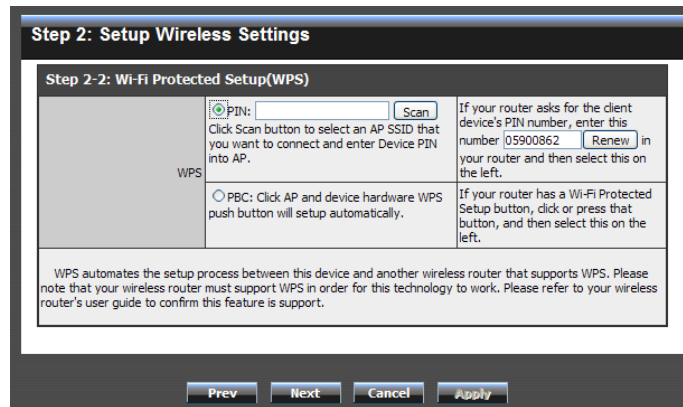 Step 2: Setup Wireless Settings
Step 2-2: Wi-Fi Protected Setup(WPS)
WPS
PIN: Scan
Click Scan button to select an AP SSID that
you want to connect and enter Device PIN
into AP.
If your router asks for the client
device's PIN number, enter this
number 05900862 Renew in
your router and then select this on
the left.
PBC: Click AP and device hardware WPS
push button will setup automatically.
If your router has a Wi-Fi Protected
Setup button, click or press that
button, and then select this on the
left.
WPS automates the setup process between this device and another wireless router that supports WPS. Please
note that your wireless router must support WPS in order for this technology to work. Please refer to your wireless
router's user guide to confirm this feature is support.
Prev Next Cancel Apply